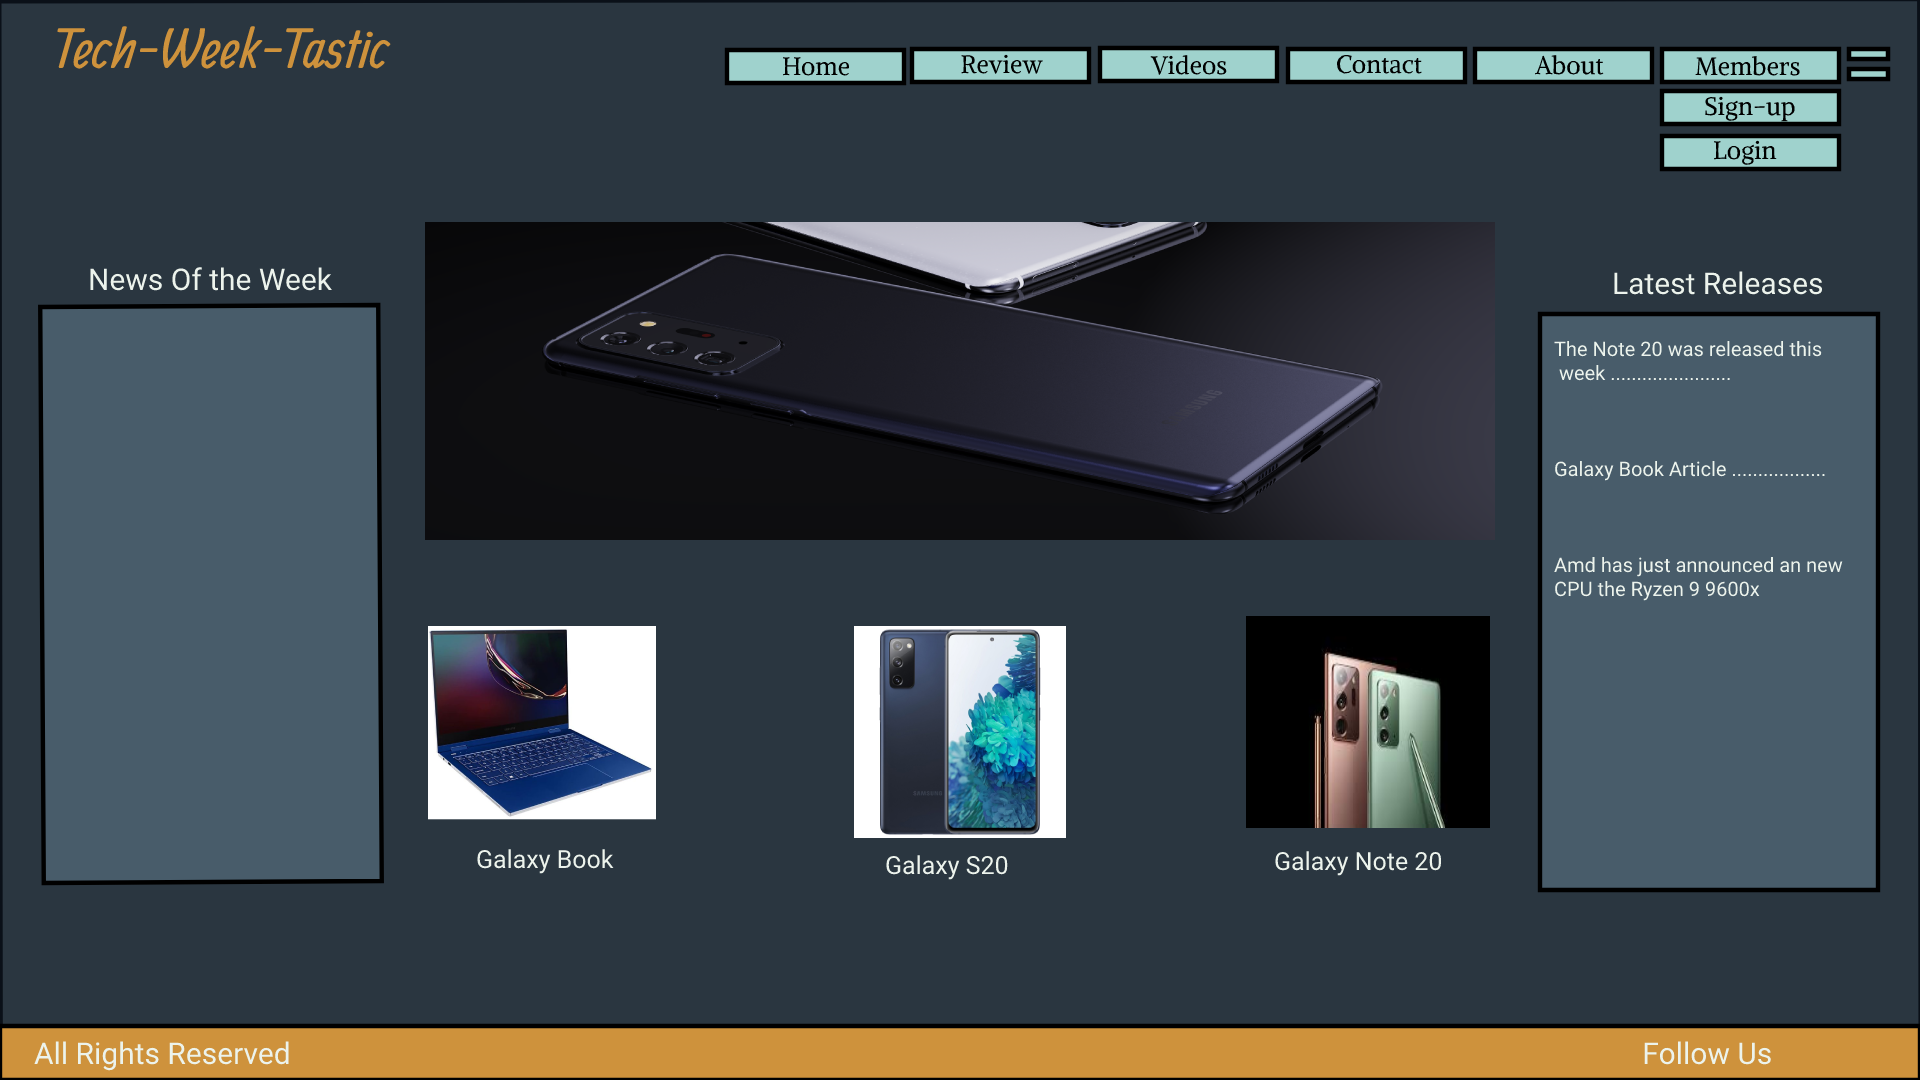 Tech-Week-Tastic
Home
Review
Videos
Contact
About
Members
Sign-up
Login
News Of the Week
Latest Releases
The Note 20 was released this
week .......................
Galaxy Book Article ..................
Amd has just announced an new
CPU the Ryzen 9 9600x
SAMSUNG
Galaxy Book
Galaxy S20
Galaxy Note 20
All Rights Reserved
Follow Us